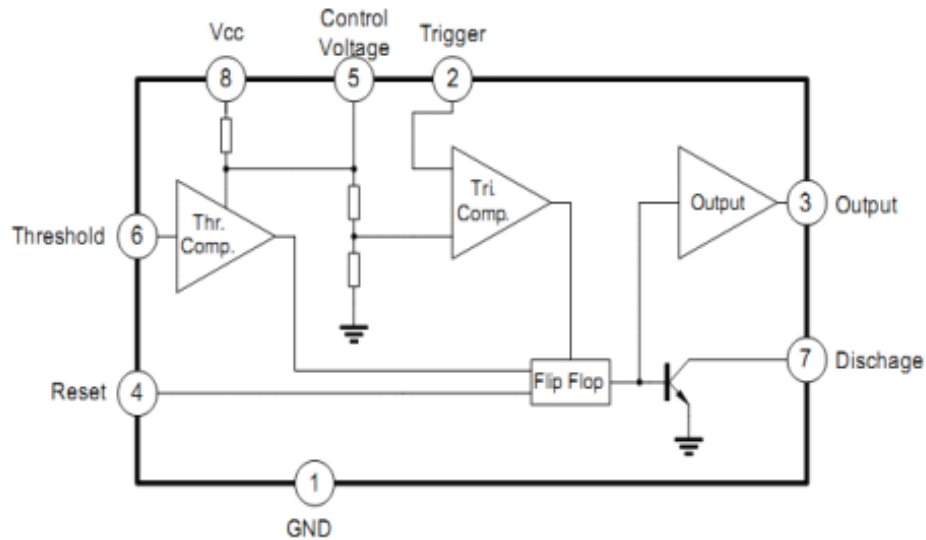 Vcc
Control
Voltage
Trigger
8
5
2
Thr.
Comp.
Tri.
Comp.
Output
3
Output
Threshold
6
7
Dischage
Flip Flop
Reset
4
1
GND